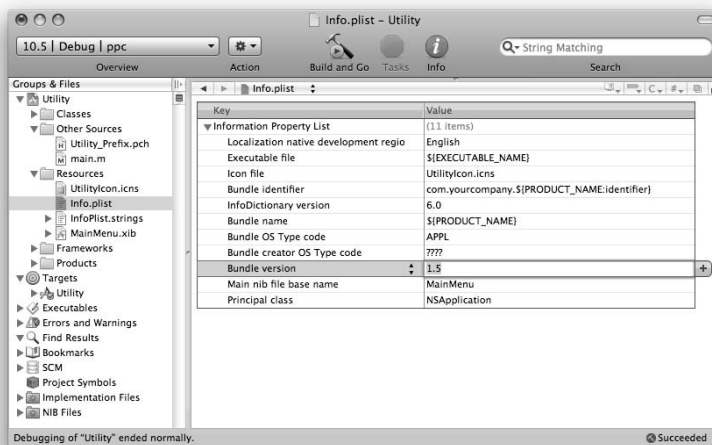 Info.plist – Utility
10.5 | Debug | ppc
String Matching
Overview
Action
Build and Go
Tasks
Info
Search
Groups & Files
Utility
Classes
Other Sources
Utility_Prefix.pch
main.m
Resources
UtilityIcon.icns
Info.plist
InfoPlist.strings
MainMenu.xib
Frameworks
Products
Targets
Utility
Executables
Errors and Warnings
Find Results
Bookmarks
SCM
Project Symbols
Implementation Files
NIB Files
Info.plist
C
#
Key Value
Information Property List (11 items)
Localization native development regio English
Executable file ${EXECUTABLE_NAME}
Icon file UtilityIcon.icns
Bundle identifier com.yourcompany.${PRODUCT_NAME:identifier}
InfoDictionary version 6.0
Bundle name ${PRODUCT_NAME}
Bundle OS Type code APPL
Bundle creator OS Type code ????
Bundle version 1.5
Main nib file base name MainMenu
Principal class NSApplication
Debugging of “Utility” ended normally.
Succeeded